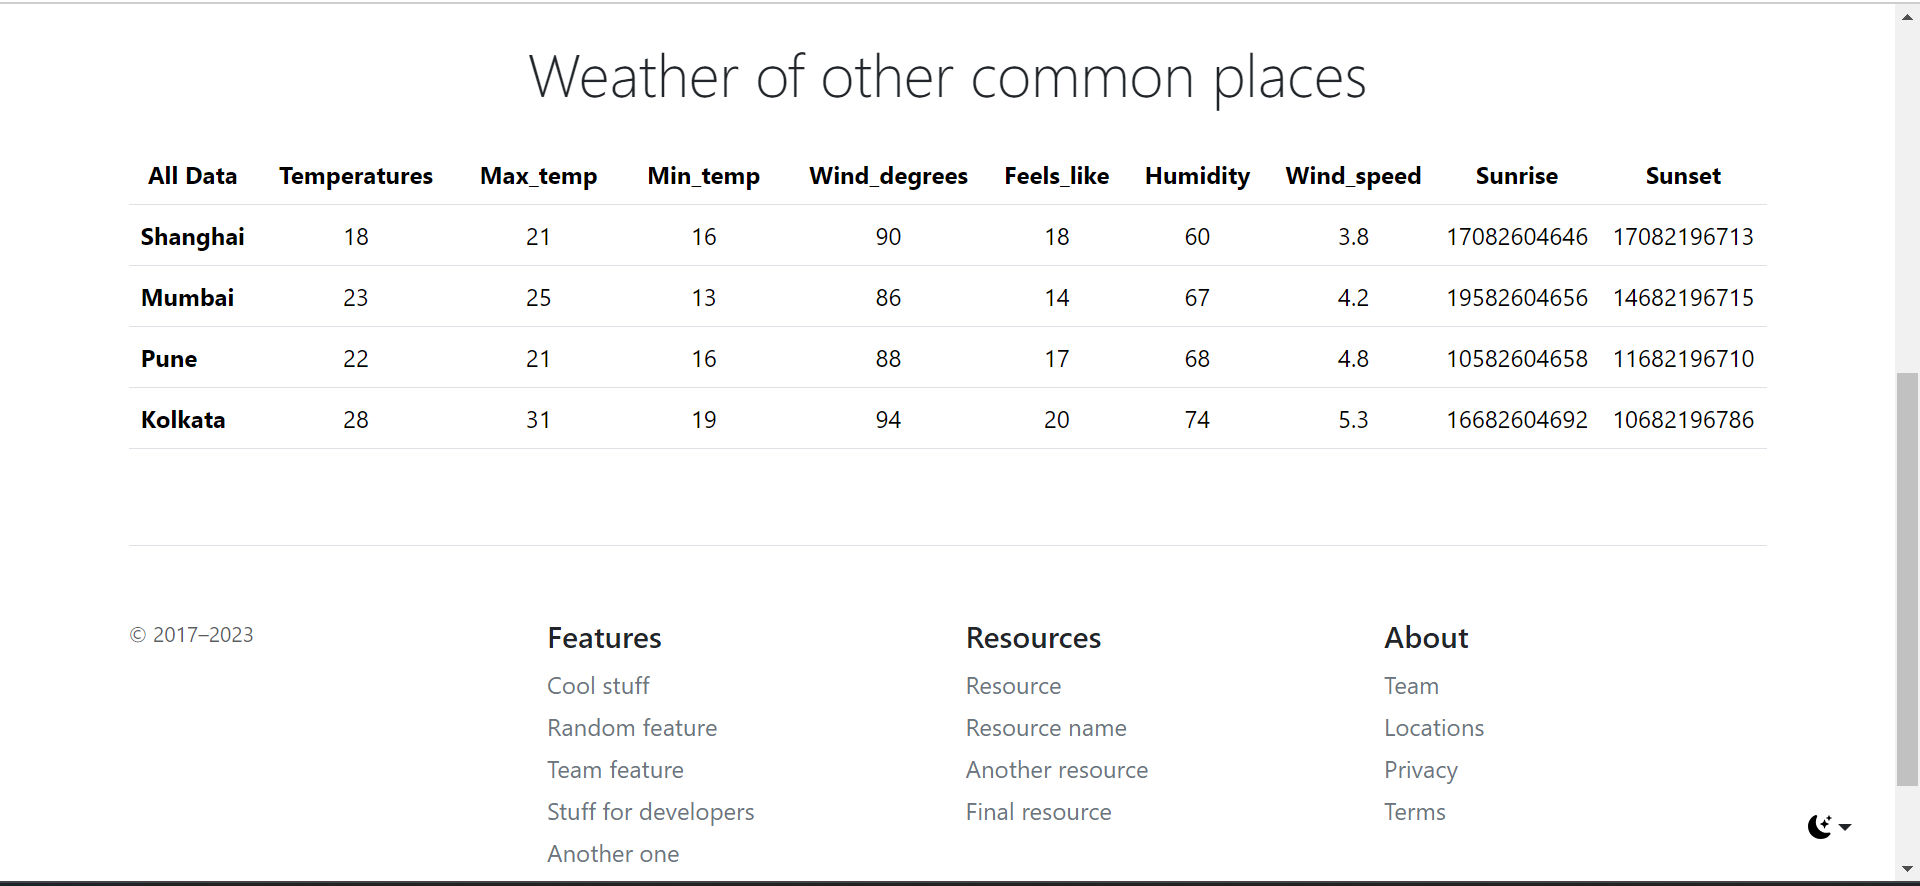 Weather of other common places
All Data Temperatures Max_temp Min_temp Wind_degrees Feels_like Humidity Wind_speed Sunrise Sunset
Shanghai 18 21 16 90 18 60 3.8 17082604646 17082196713
Mumbai 23 25 13 86 14 67 4.2 19582604656 14682196715
Pune 22 21 16 88 17 68 4.8 10582604658 11682196710
Kolkata 28 31 19 94 20 74 5.3 16682604692 10682196786
© 2017–2023
Features
Cool stuff
Random feature
Team feature
Stuff for developers
Another one
Resources
Resource
Resource name
Another resource
Final resource
About
Team
Locations
Privacy
Terms